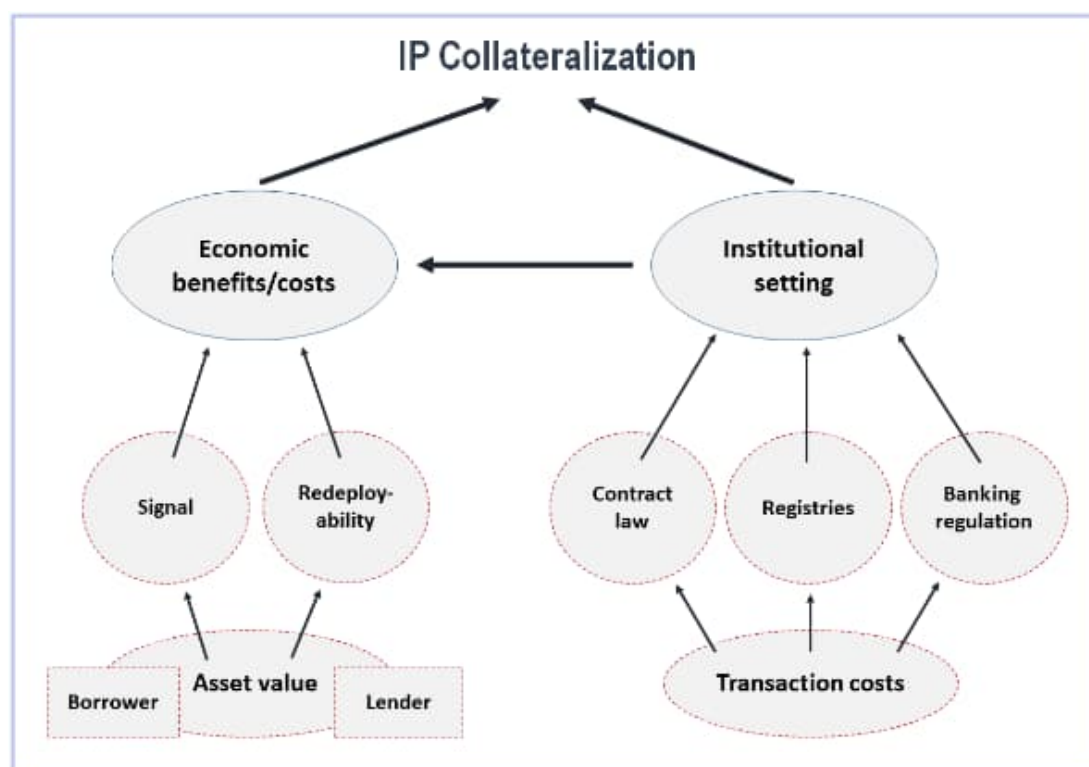 IP Collateralization
Economic
benefits/costs
Institutional
setting
Signal
Redeploy-
ability
Contract
law
Registries
Banking
regulation
Borrower
Asset value
Lender
Transaction costs